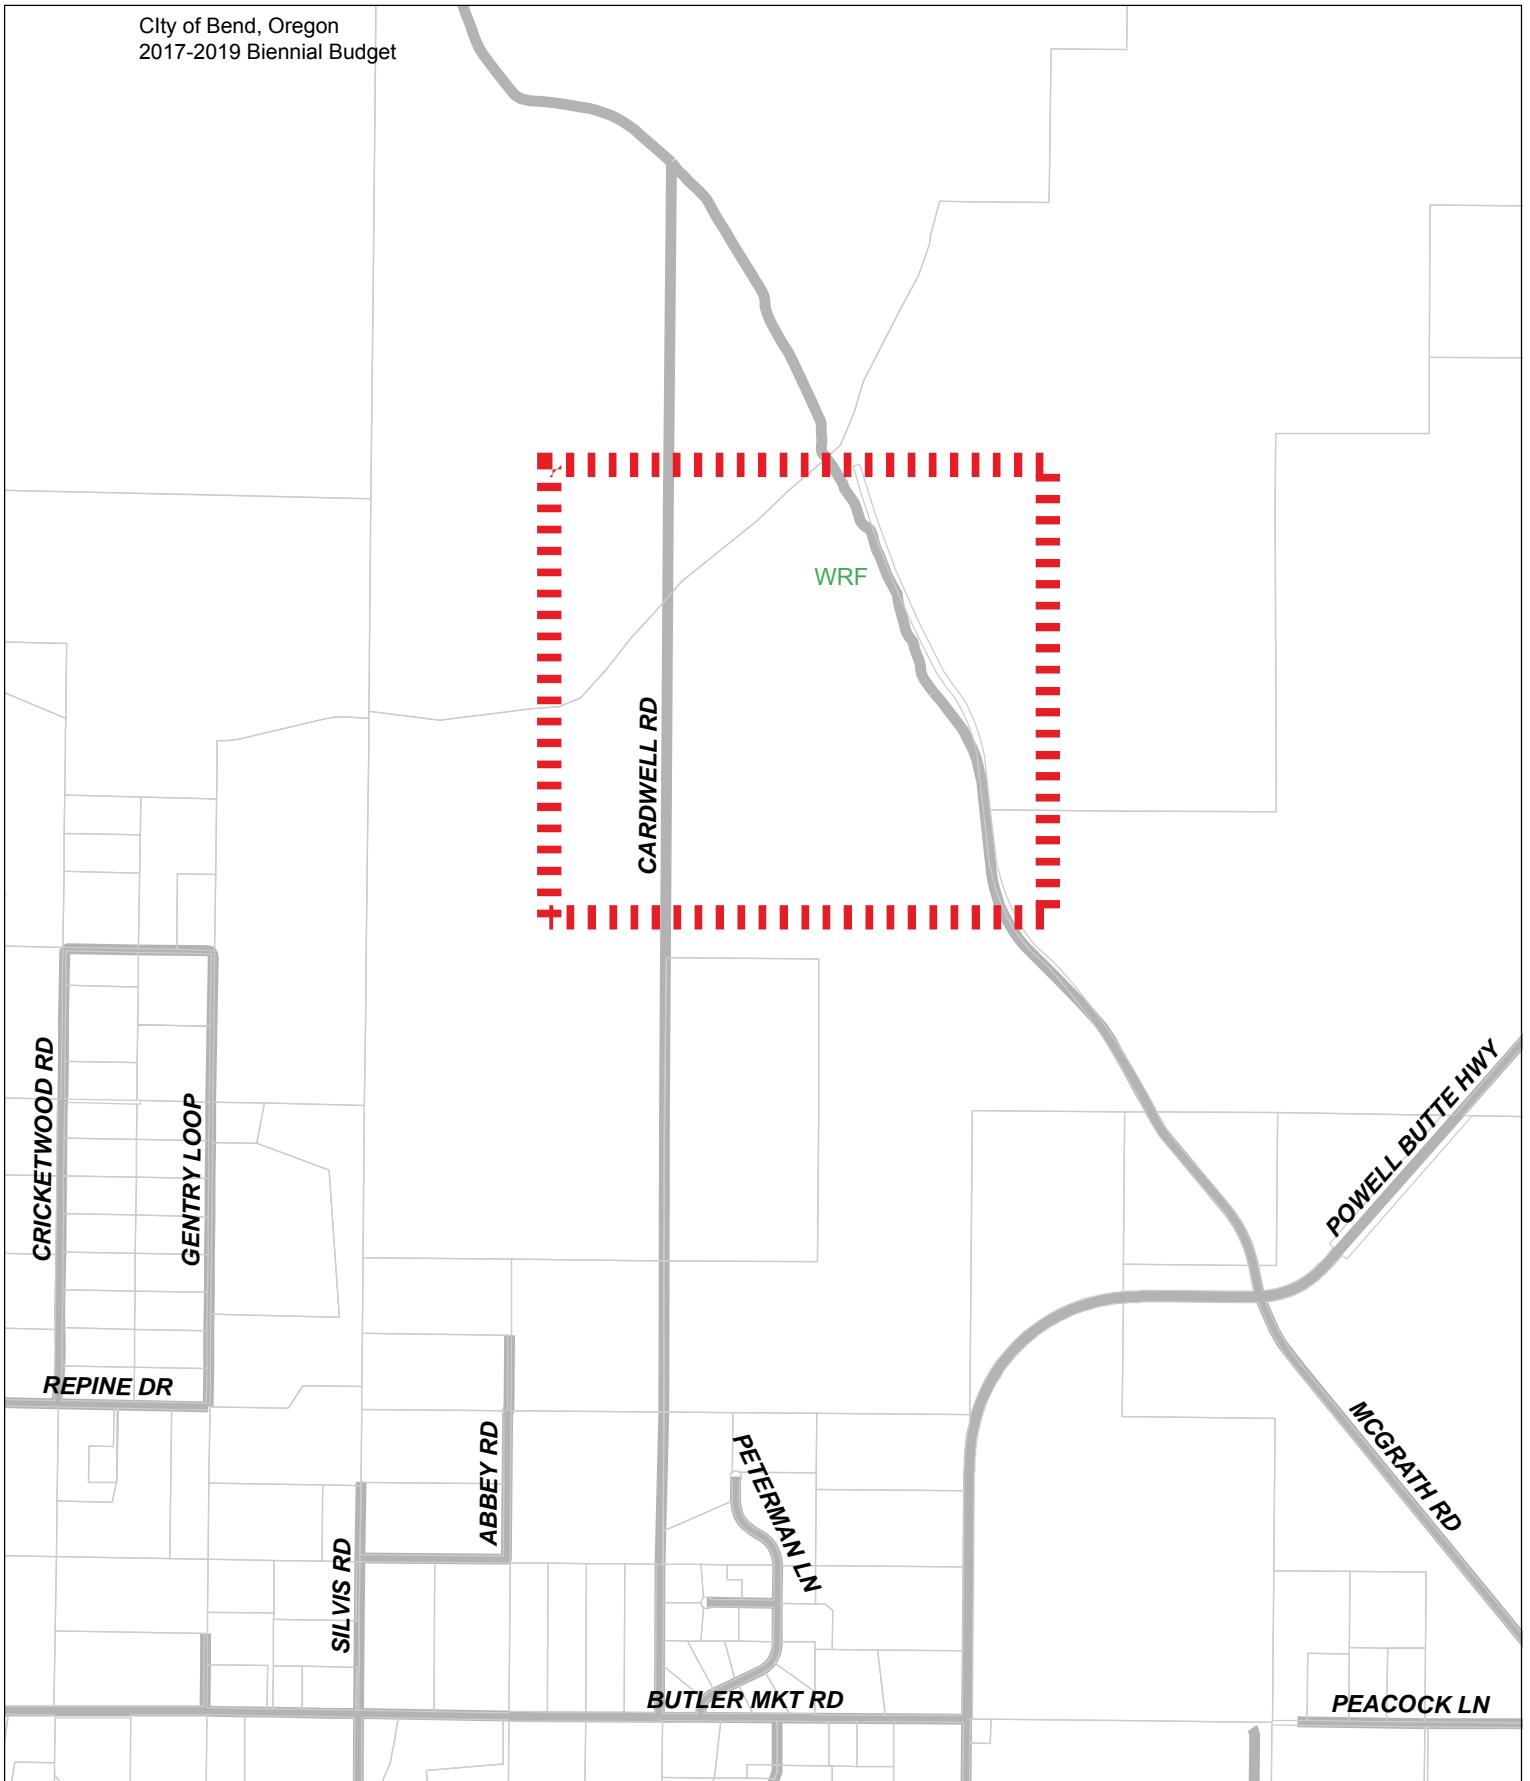 CIty of Bend, Oregon
2017-2019 Biennial Budget
WRF
CARDWELL RD
CRICKETWOOD RD
GENTRY LOOP
POWELL BUTTE HWY
REPINE DR
ABBEY RD
PETERMAN LN
MCGRATH RD
SILVIS RD
BUTLER MKT RD
PEACOCK LN